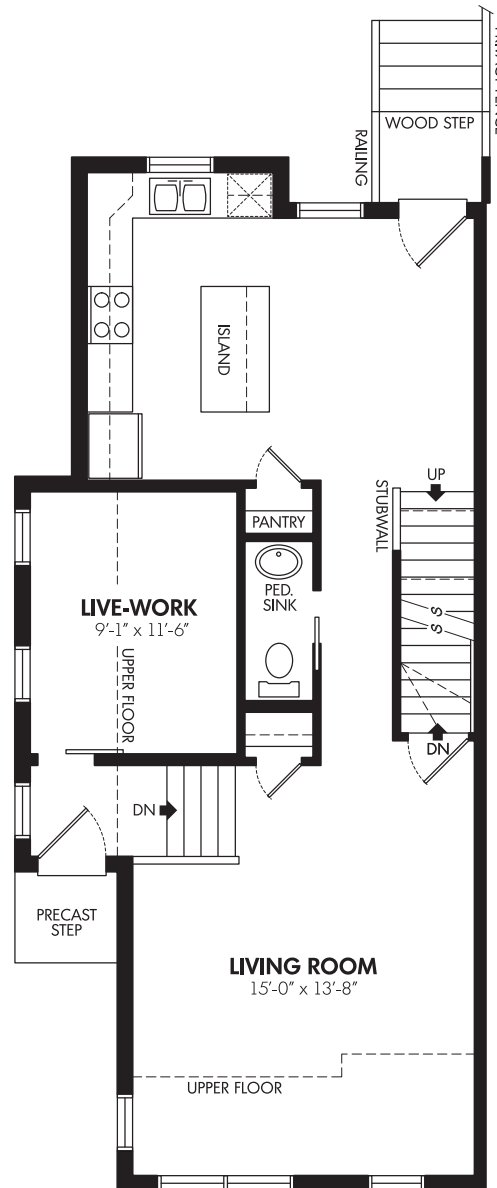 WOOD STEP
RAILING
ISLAND
UP
STUBWALL
PANTRY
PED.
SINK
LIVE-WORK
9'-1" x 11'-6"
UPPER FLOOR
S
S
DN
DN
PRECAST
STEP
LIVING ROOM
15'-0" x 13'-8"
UPPER FLOOR